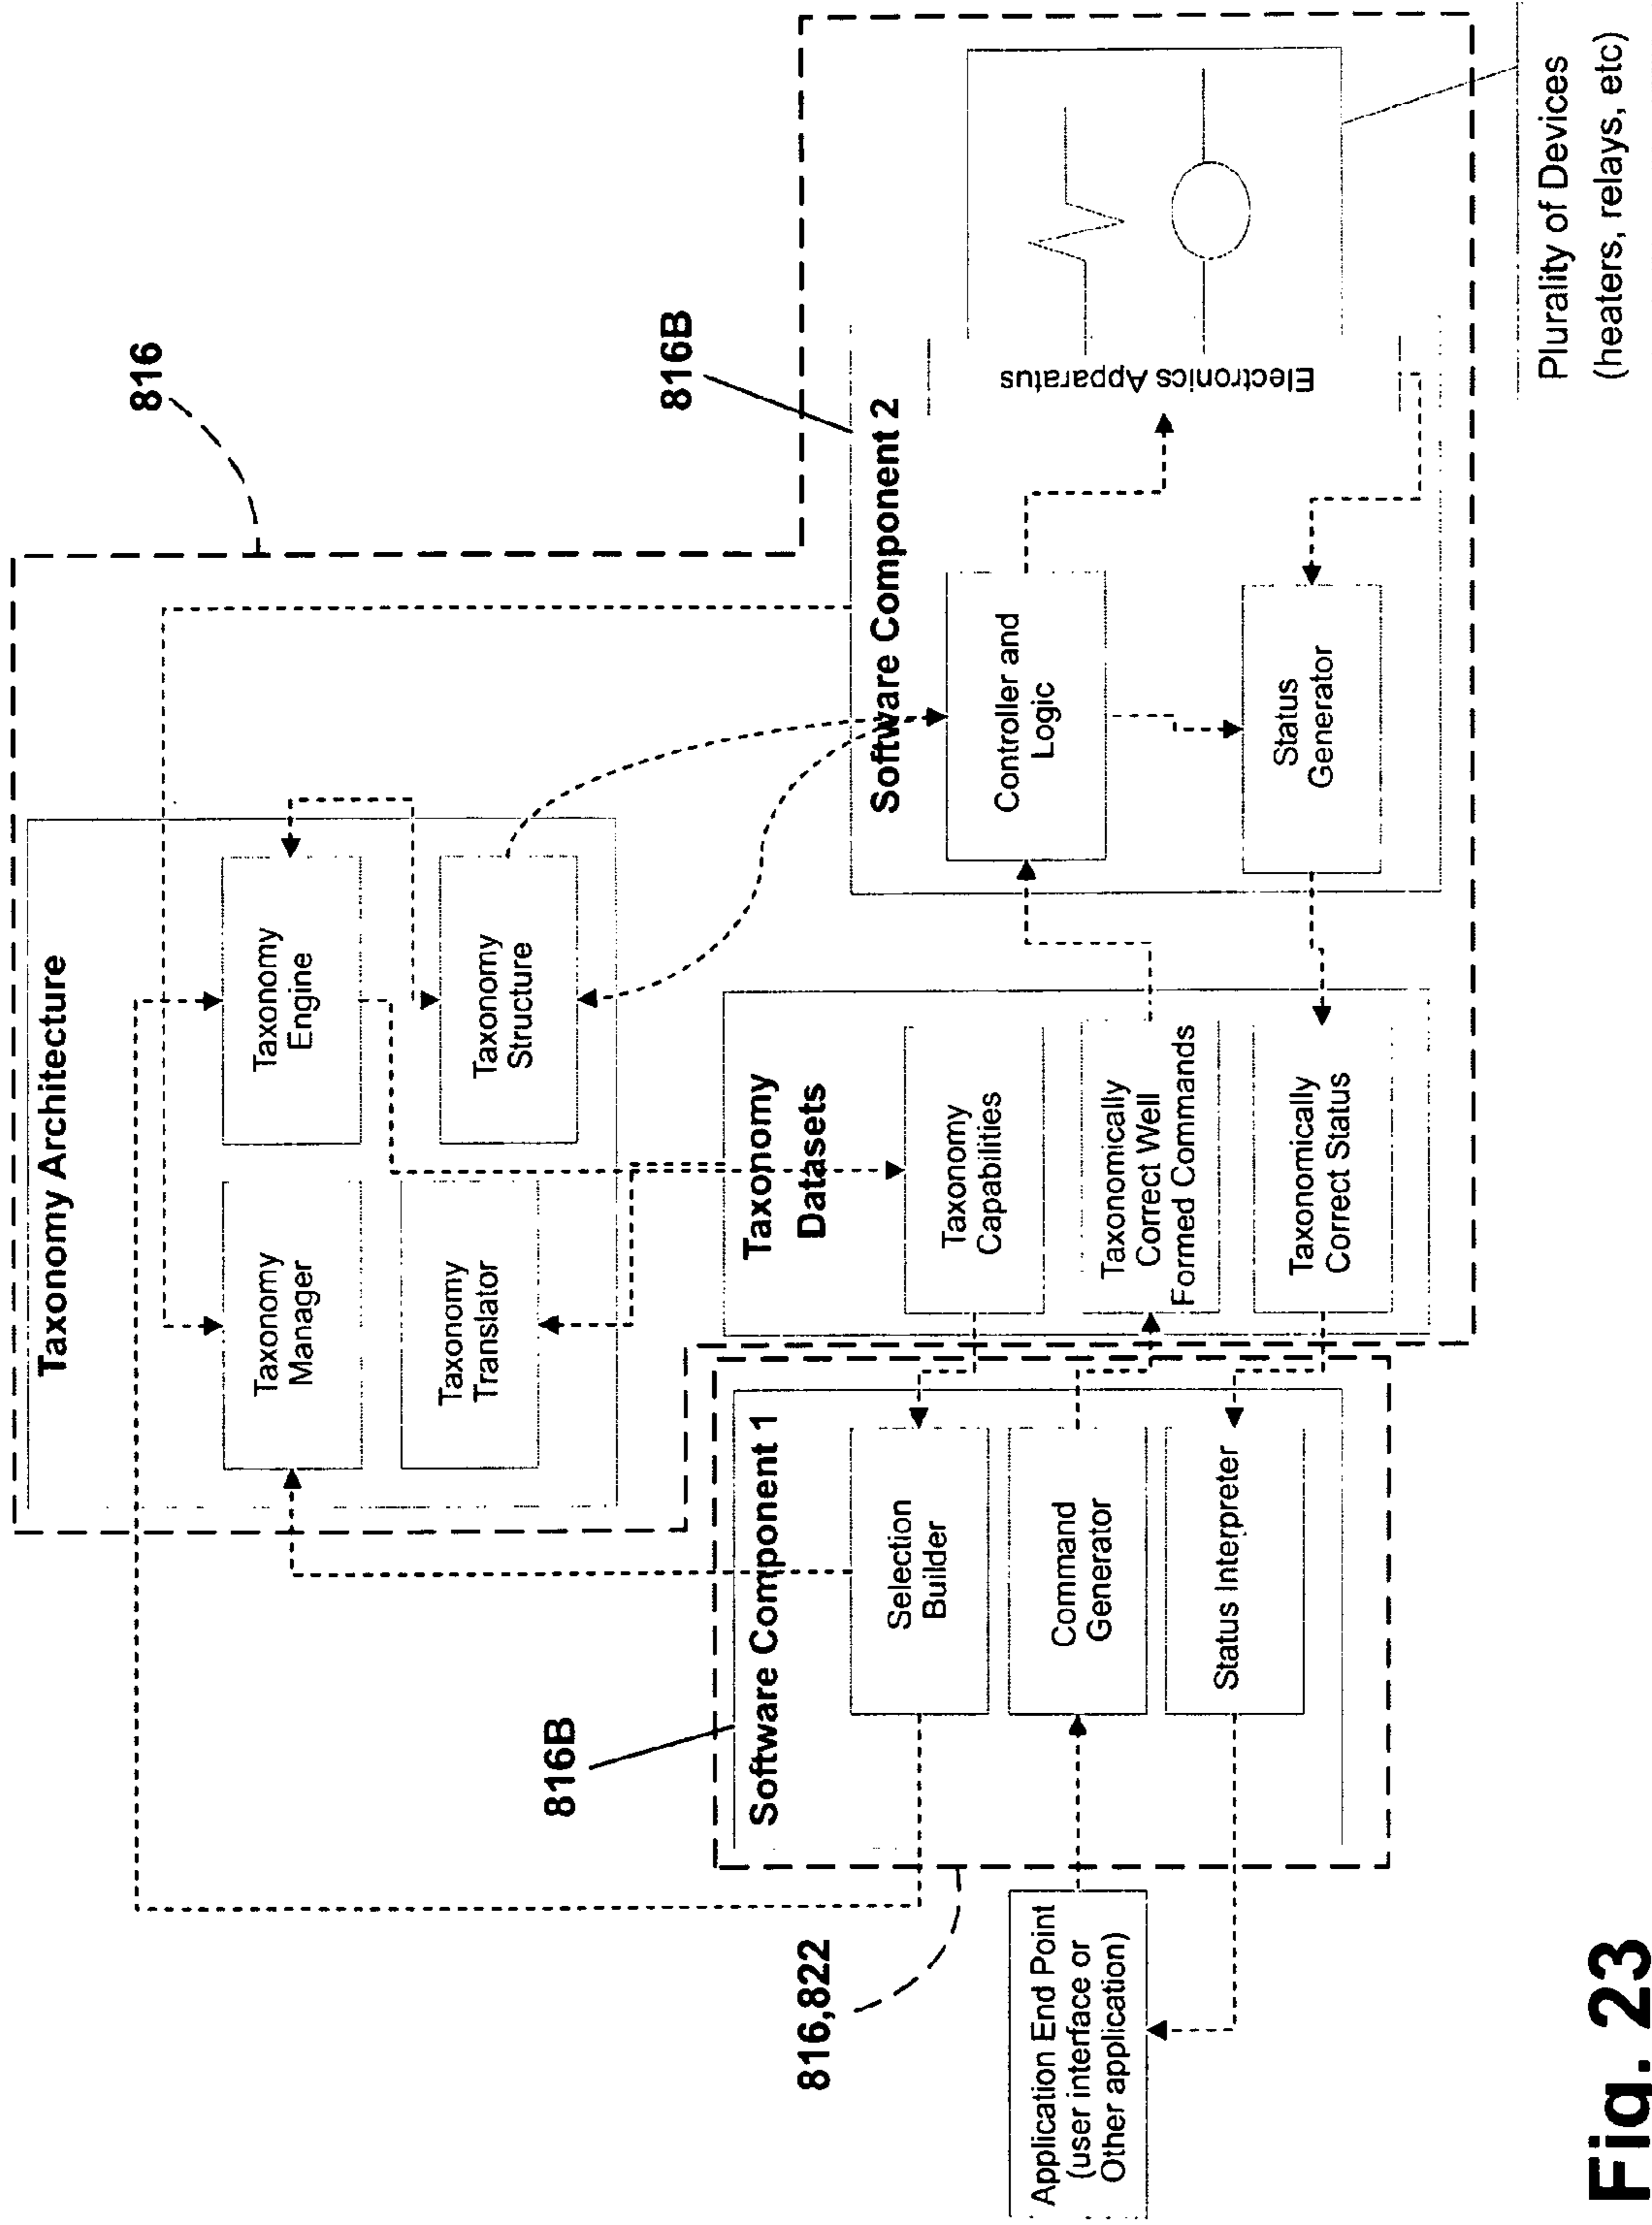 816
Taxonomy Architecture
Taxonomy
Manager
Taxonomy
Engine
Taxonomy
Translator
Taxonomy
Structure
816B
Software Component 1
Selection
Builder
Command
Generator
Status Interpreter
816,822
Application End Point
(user interface or
Other application)
Taxonomy
Datasets
Taxonomy
Capabilities
Taxonomically
Correct Well
Formed Commands
Taxonomically
Correct Status
816B
Software Component 2
Controller and
Logic
Status
Generator
Electronics Apparatus
Plurality of Devices
(heaters, relays, etc)
Fig. 23